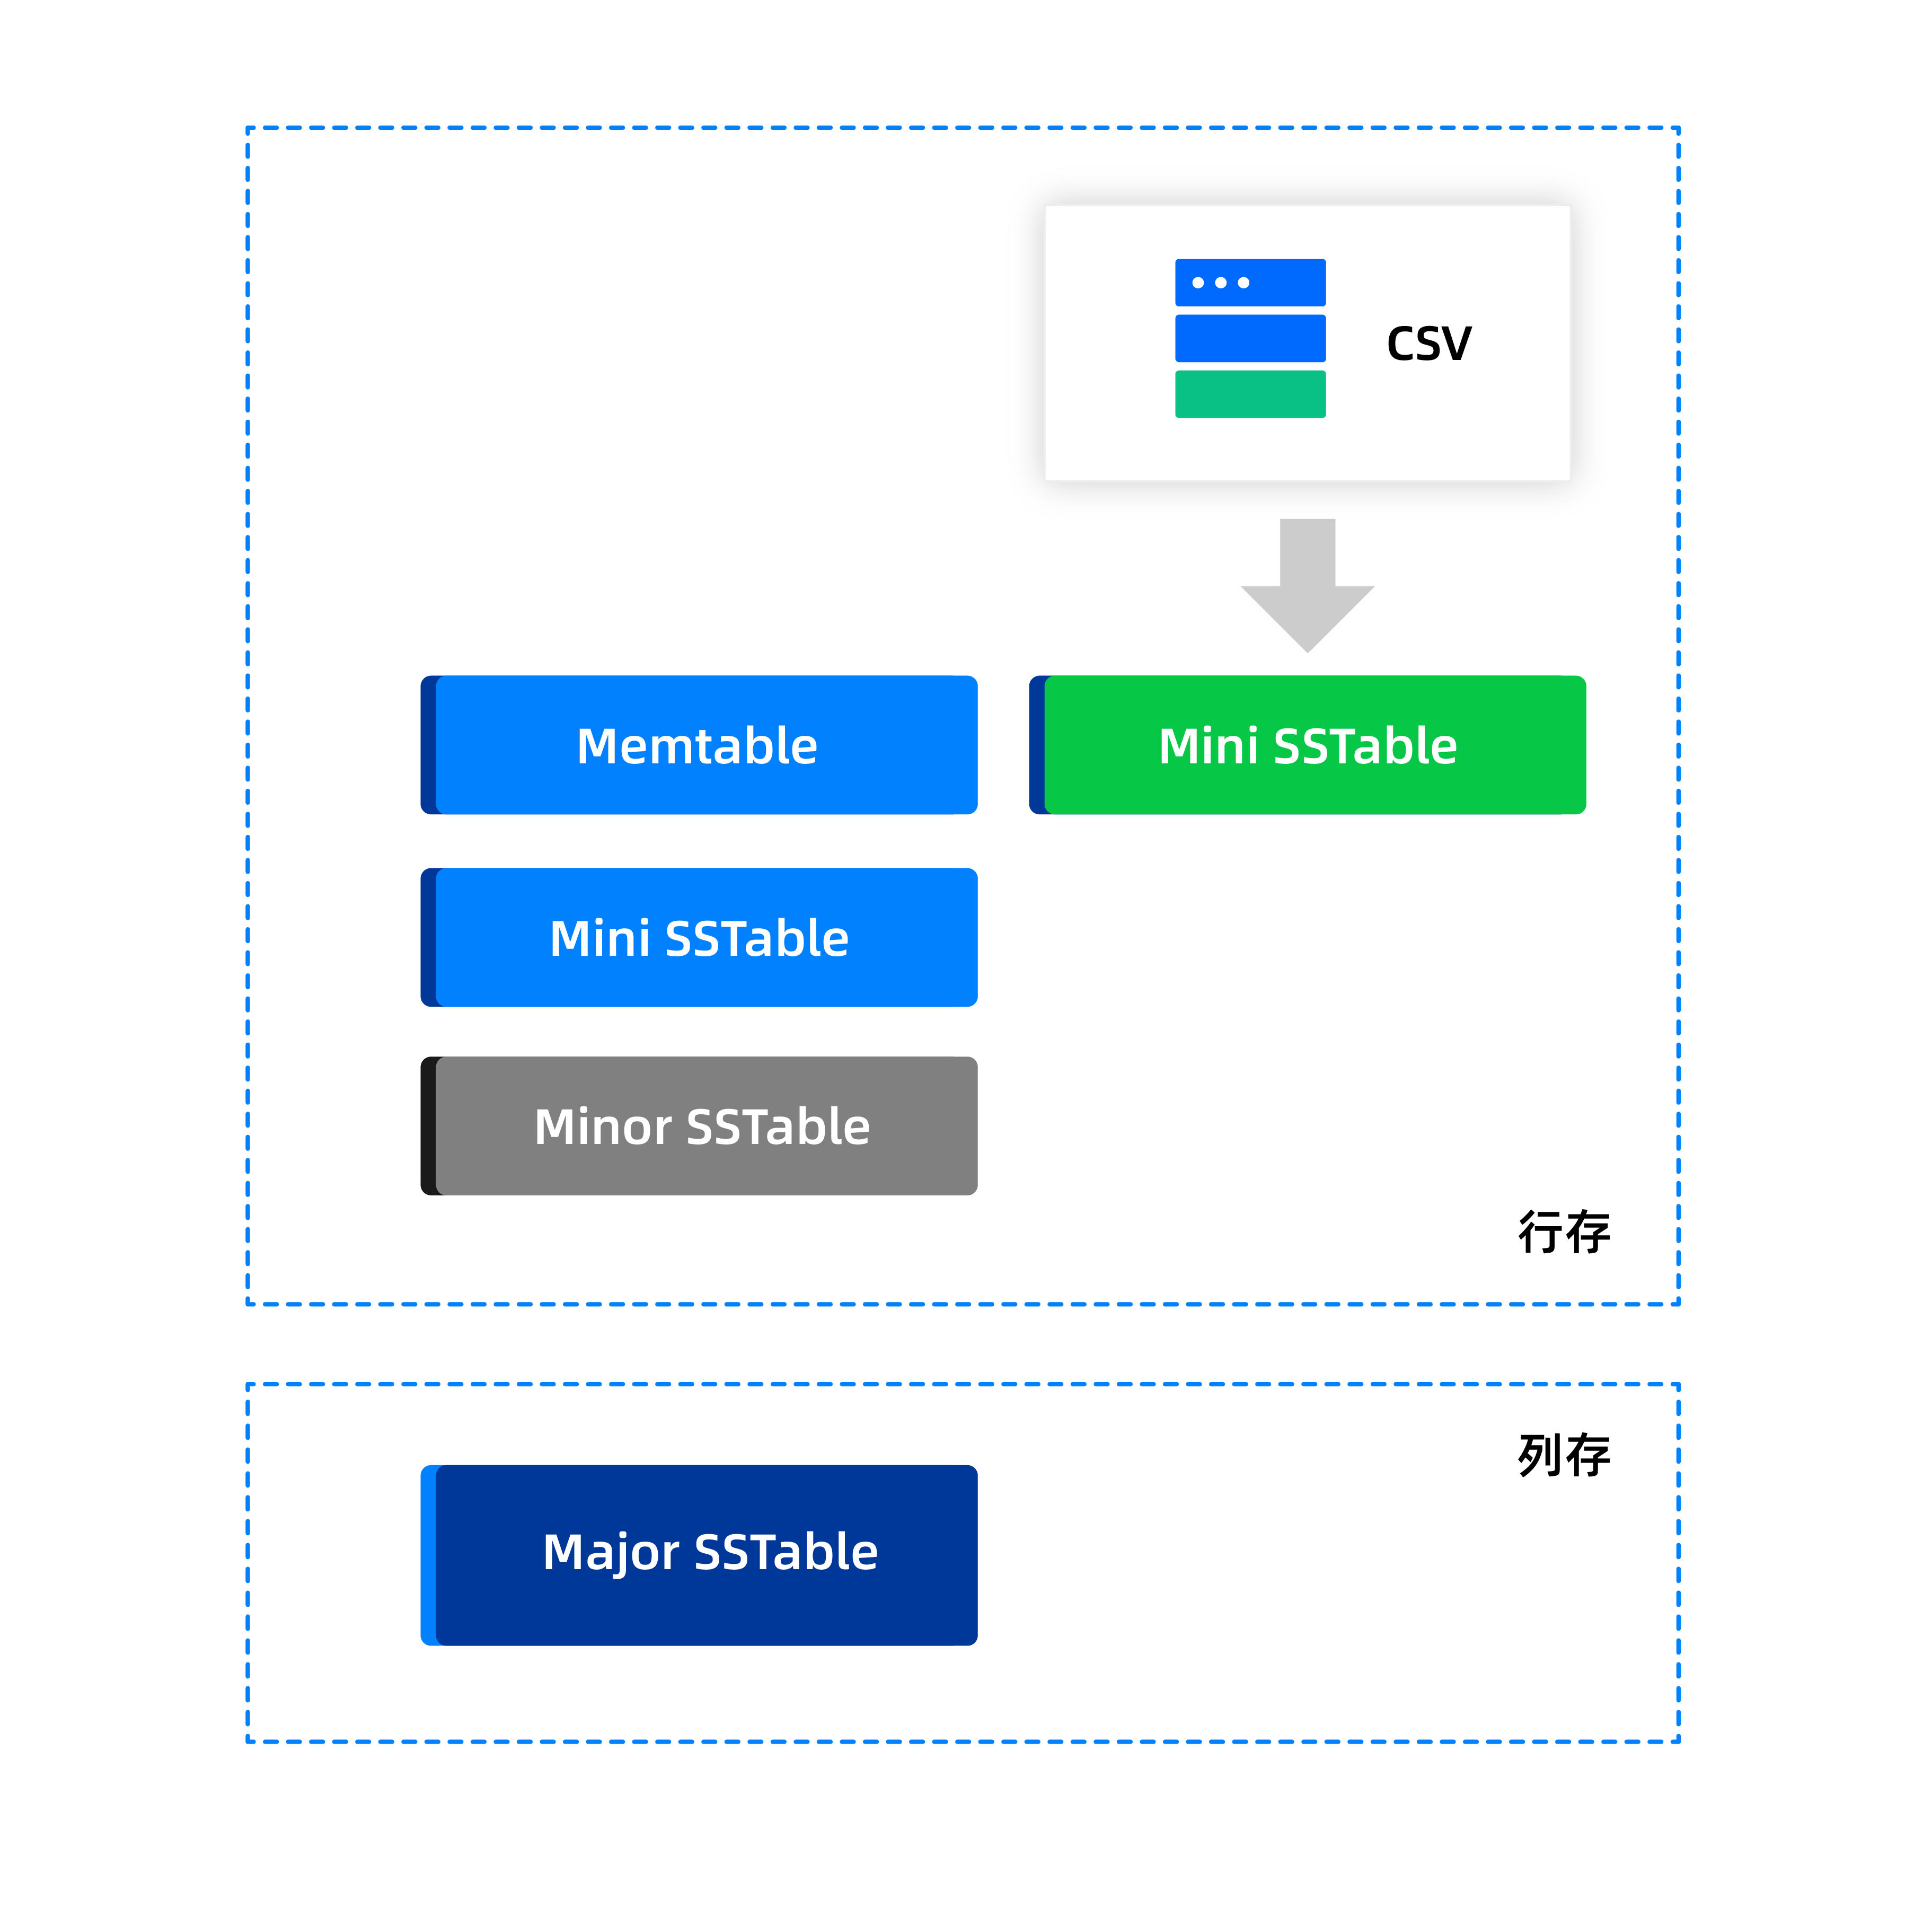 CSV
Memtable
Mini SSTable
Mini SSTable
Minor SSTable
行存
列存
Major SSTable